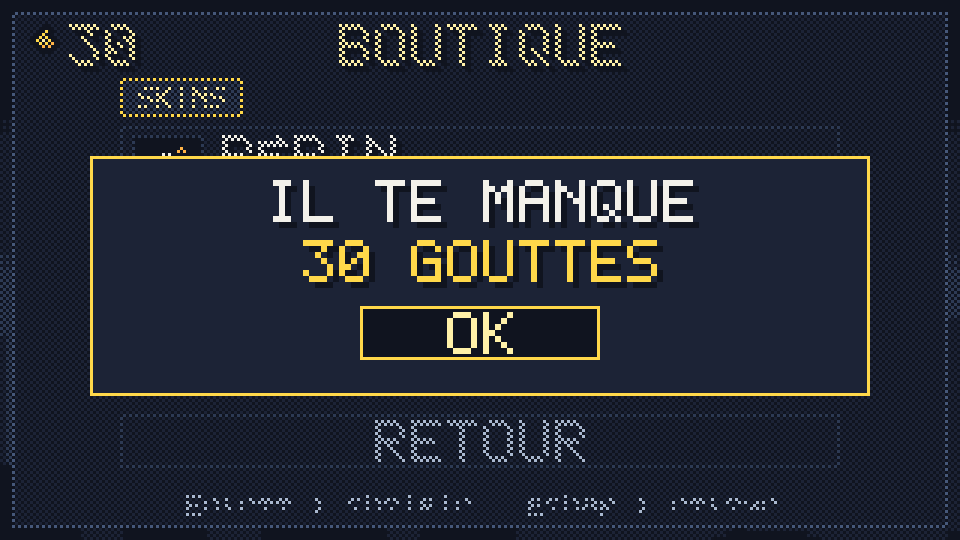 30 BOUTIQUE
SKINS
IL TE MANQUE
30 GOUTTES
OK
RETOUR